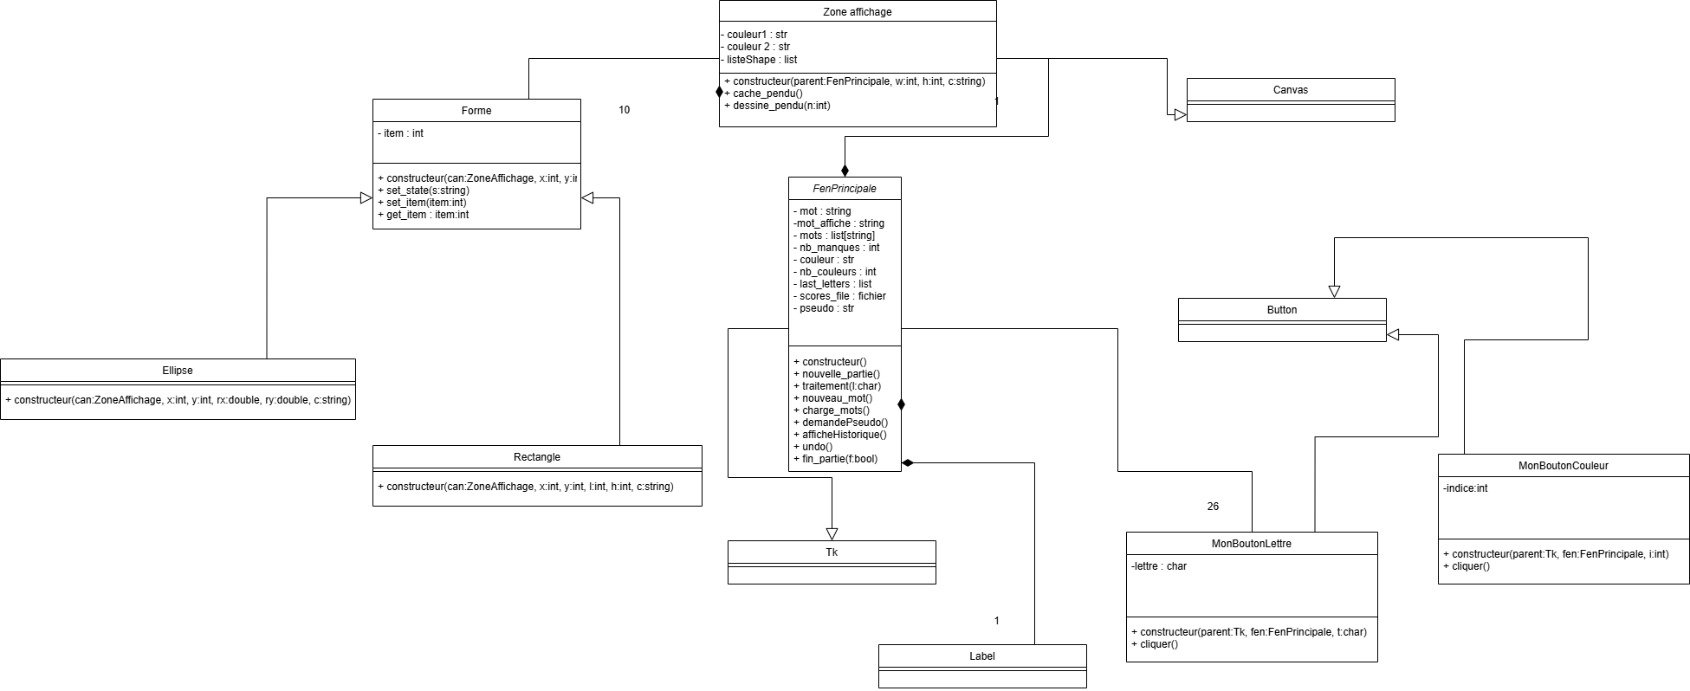 Zone affichage
- couleur1 : str
- couleur 2 : str
- listeShape : list
+ constructeur(parent:FenPrincipale, w:int, h:int, c:string)
+ cache_pendu()
+ dessine_pendu(n:int)
1
Canvas
10
Forme
- item : int
+ constructeur(can:ZoneAffichage, x:int, y:i
+ set_state(s:string)
+ set_item(item:int)
+ get_item : item:int
FenPrincipale
- mot : string
-mot_affiche : string
- mots : list[string]
- nb_manques : int
- couleur : str
- nb_couleurs : int
- last_letters : list
- scores_file : fichier
- pseudo : str
+ constructeur()
+ nouvelle_partie()
+ traitement(l:char)
+ nouveau_mot()
+ charge_mots()
+ demandePseudo()
+ afficheHistorique()
+ undo()
+ fin_partie(f:bool)
Button
Ellipse
+ constructeur(can:ZoneAffichage, x:int, y:int, rx:double, ry:double, c:string)
Rectangle
+ constructeur(can:ZoneAffichage, x:int, y:int, l:int, h:int, c:string)
MonBoutonCouleur
-indice:int
+ constructeur(parent:Tk, fen:FenPrincipale, i:int)
+ cliquer()
26
MonBoutonLettre
-lettre : char
+ constructeur(parent:Tk, fen:FenPrincipale, t:char)
+ cliquer()
Tk
1
Label